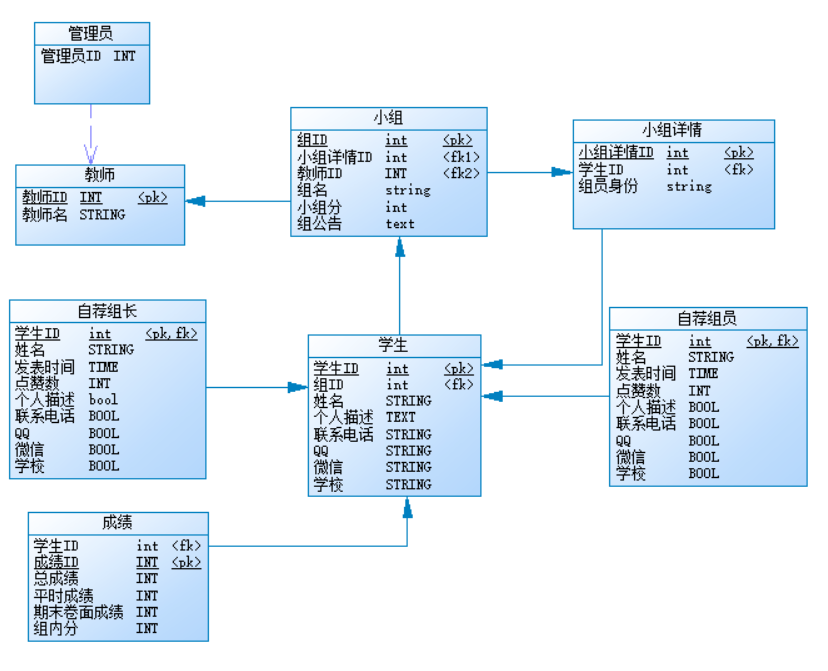 管理员
管理员ID INT
教师
教师ID INT <pk>
教师名 STRING
小组
组ID int <pk>
小组详情ID int <fk1>
教师ID INT <fk2>
组名 string
小组分 int
组公告 text
小组详情
小组详情ID int <pk>
学生ID int <fk>
组员身份 string
自荐组长
学生ID int <pk,fk>
姓名 STRING
发表时间 TIME
点赞数 INT
个人描述 bool
联系电话 BOOL
QQ BOOL
微信 BOOL
学校 BOOL
学生
学生ID int <pk>
组ID int <fk>
姓名 STRING
个人描述 TEXT
联系电话 STRING
QQ STRING
微信 STRING
学校 STRING
自荐组员
学生ID int <pk,fk>
姓名 STRING
发表时间 TIME
点赞数 INT
个人描述 BOOL
联系电话 BOOL
QQ BOOL
微信 BOOL
学校 BOOL
成绩
学生ID int <fk>
成绩ID INT <pk>
总成绩 INT
平时成绩 INT
期末卷面成绩 INT
组内分 INT